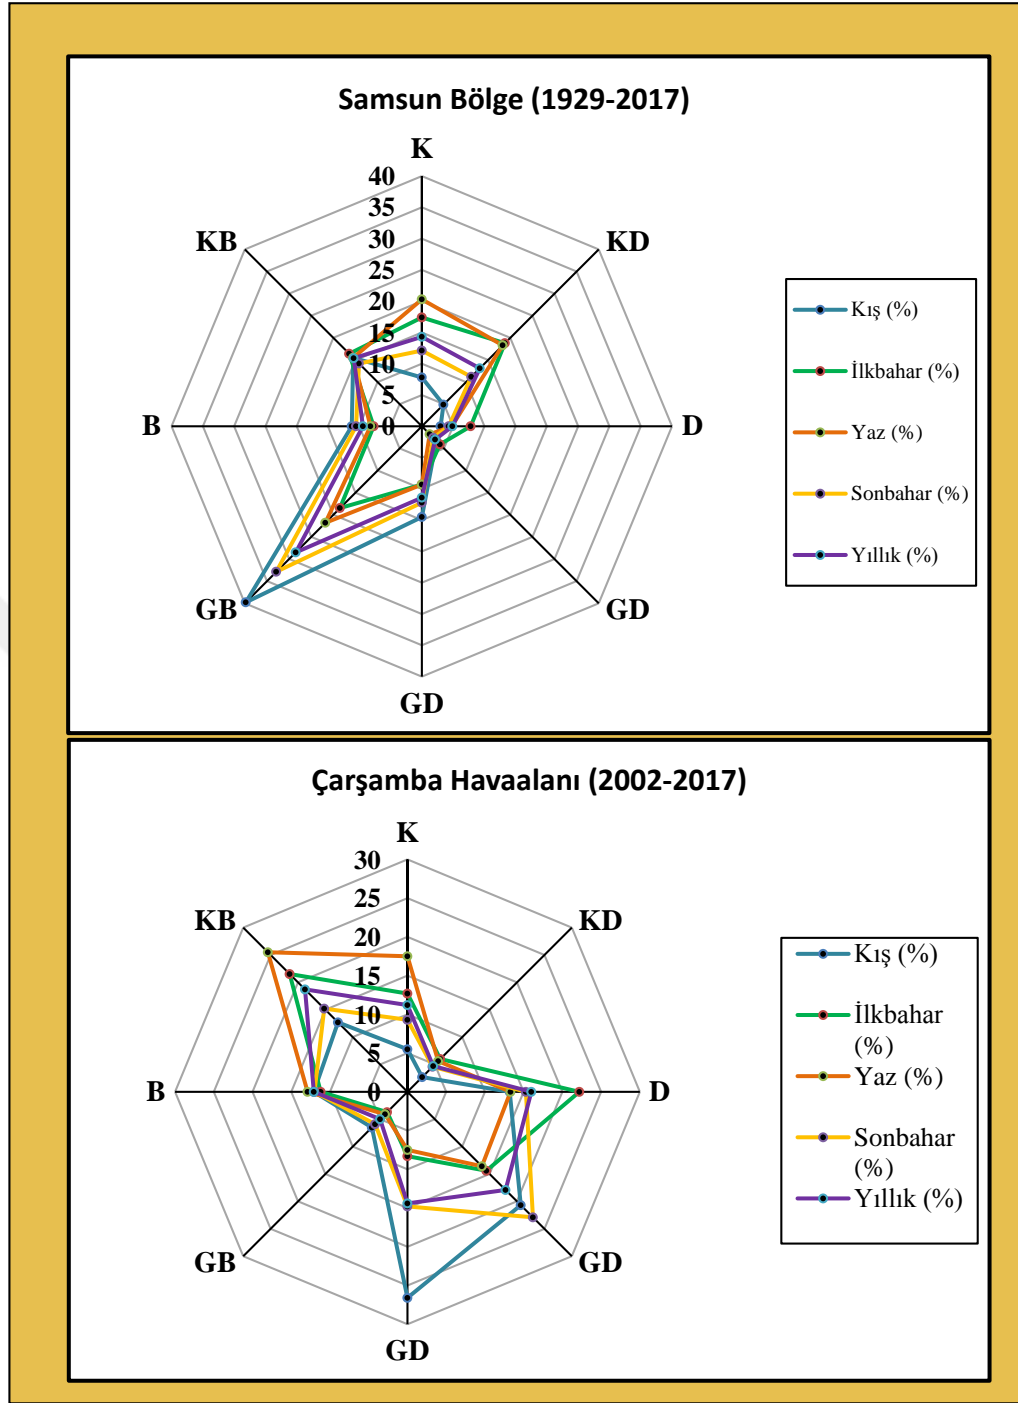 Samsun Bölge (1929-2017)
K
40
35
30
25
20
15
10
5
0
KB
KD
B
D
GB
GD
GD
Kış (%)
İlkbahar (%)
Yaz (%)
Sonbahar (%)
Yıllık (%)
Çarşamba Havaalanı (2002-2017)
K
30
25
20
15
10
5
0
KB
KD
B
D
GB
GD
GD
Kış (%)
İlkbahar
(%)
Yaz (%)
Sonbahar
(%)
Yıllık (%)